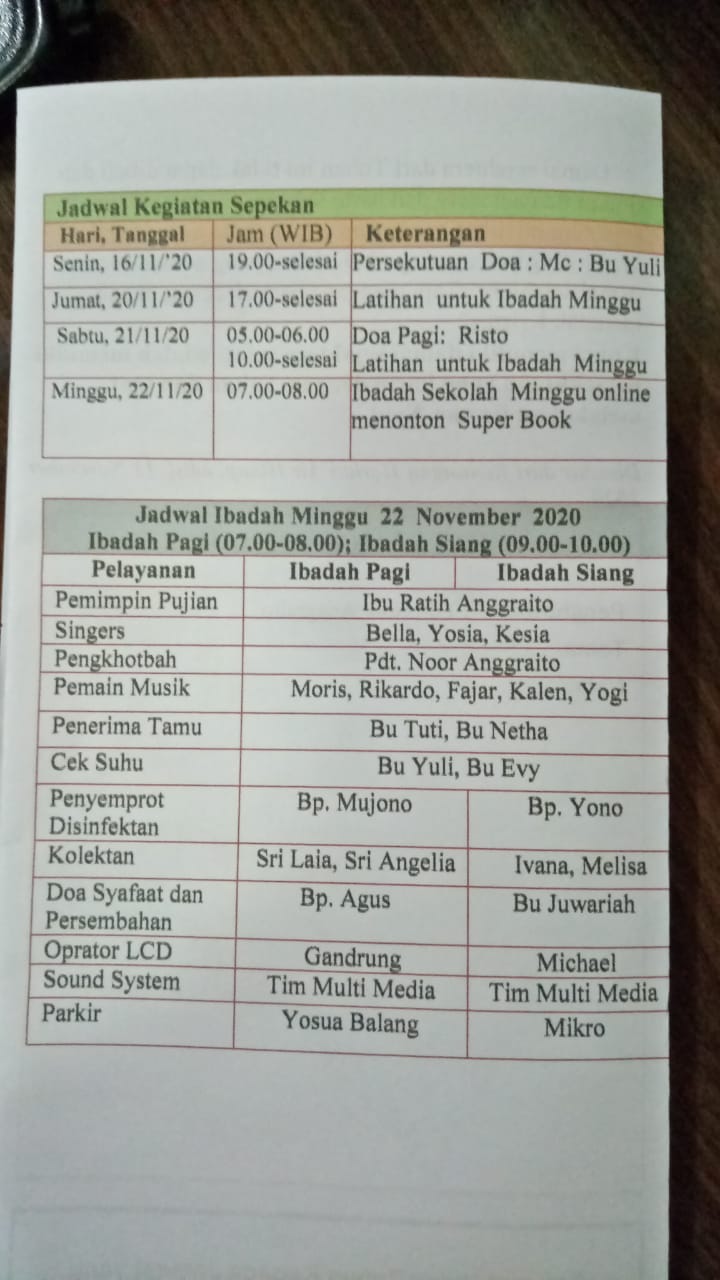 Jadwal Kegiatan Sepekan
Hari, Tanggal Jam (WIB) Keterangan
Senin, 16/11/'20 19.00-selesai Persekutuan Doa : Mc : Bu Yuli
Jumat, 20/11/'20 17.00-selesai Latihan untuk Ibadah Minggu
Sabtu, 21/11/20 05.00-06.00 Doa Pagi: Risto
10.00-selesai Latihan untuk Ibadah Minggu
Minggu, 22/11/20 07.00-08.00 Ibadah Sekolah Minggu online
menonton Super Book
Jadwal Ibadah Minggu 22 November 2020
Ibadah Pagi (07.00-08.00); Ibadah Siang (09.00-10.00)
Pelayanan Ibadah Pagi Ibadah Siang
Pemimpin Pujian Ibu Ratih Anggraito
Singers Bella, Yosia, Kesia
Pengkhotbah Pdt. Noor Anggraito
Pemain Musik Moris, Rikardo, Fajar, Kalen, Yogi
Penerima Tamu Bu Tuti, Bu Netha
Cek Suhu Bu Yuli, Bu Evy
Penyemprot Bp. Mujono Bp. Yono
Disinfektan
Kolektan Sri Laia, Sri Angelia Ivana, Melisa
Doa Syafaat dan Bp. Agus Bu Juwariah
Persembahan
Oprator LCD Gandrung Michael
Sound System Tim Multi Media Tim Multi Media
Parkir Yosua Balang Mikro